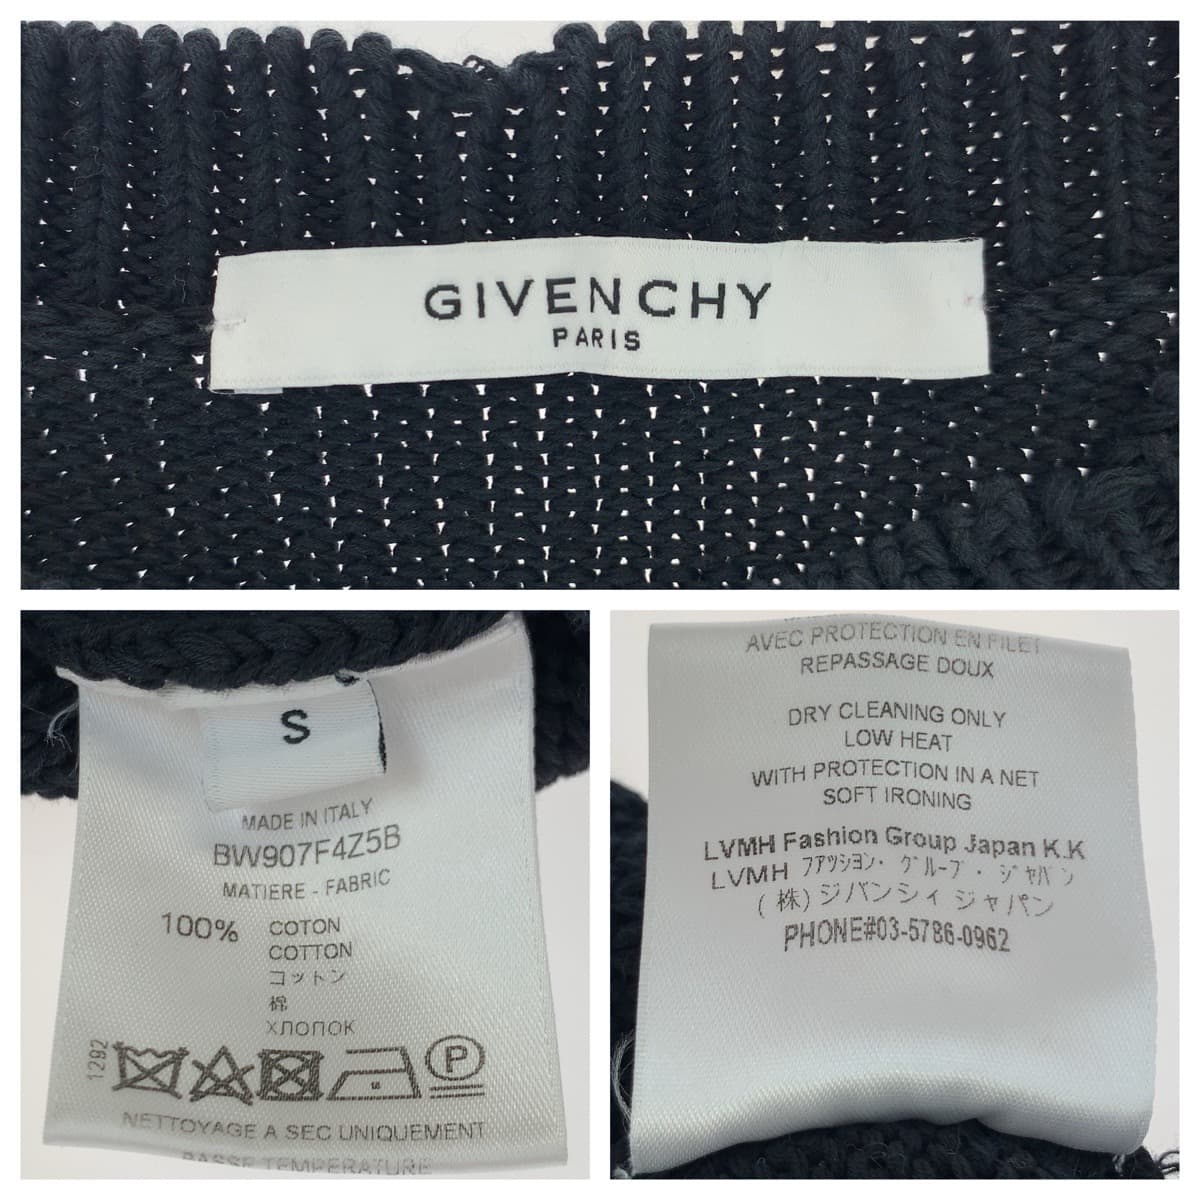 GIVENCHY
PARIS
S
MADE IN ITALY
BW907F4Z5B
MATIERE - FABRIC
100% COTON
COTTON
コットン
棉
ХЛОПОК
1292
P
NETTOYAGE A SEC UNIQUEMENT
BASSE TEMPERATURE
AVEC PROTECTION EN FILET
REPASSAGE DOUX
DRY CLEANING ONLY
LOW HEAT
WITH PROTECTION IN A NET
SOFT IRONING
LVMH Fashion Group Japan K.K
LVMH ファッション・グループ・ジャパン
(株)ジバンシィ ジャパン
PHONE#03-5786-0962